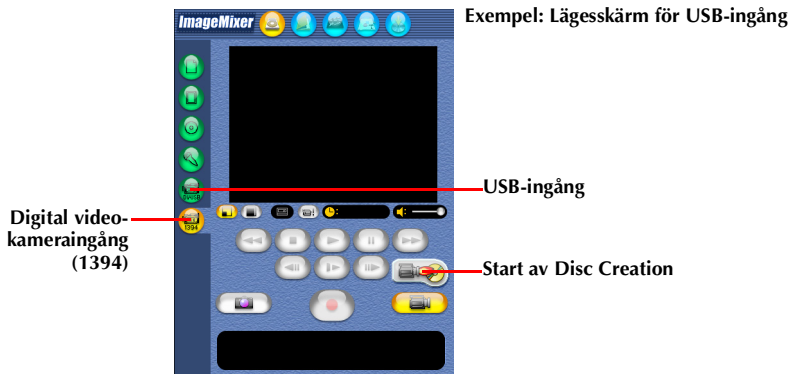 Exempel: Lägesskärm för USB-ingång
ImageMixer
USB-ingång
Digital video-
kameraingång
(1394)
1394
Start av Disc Creation